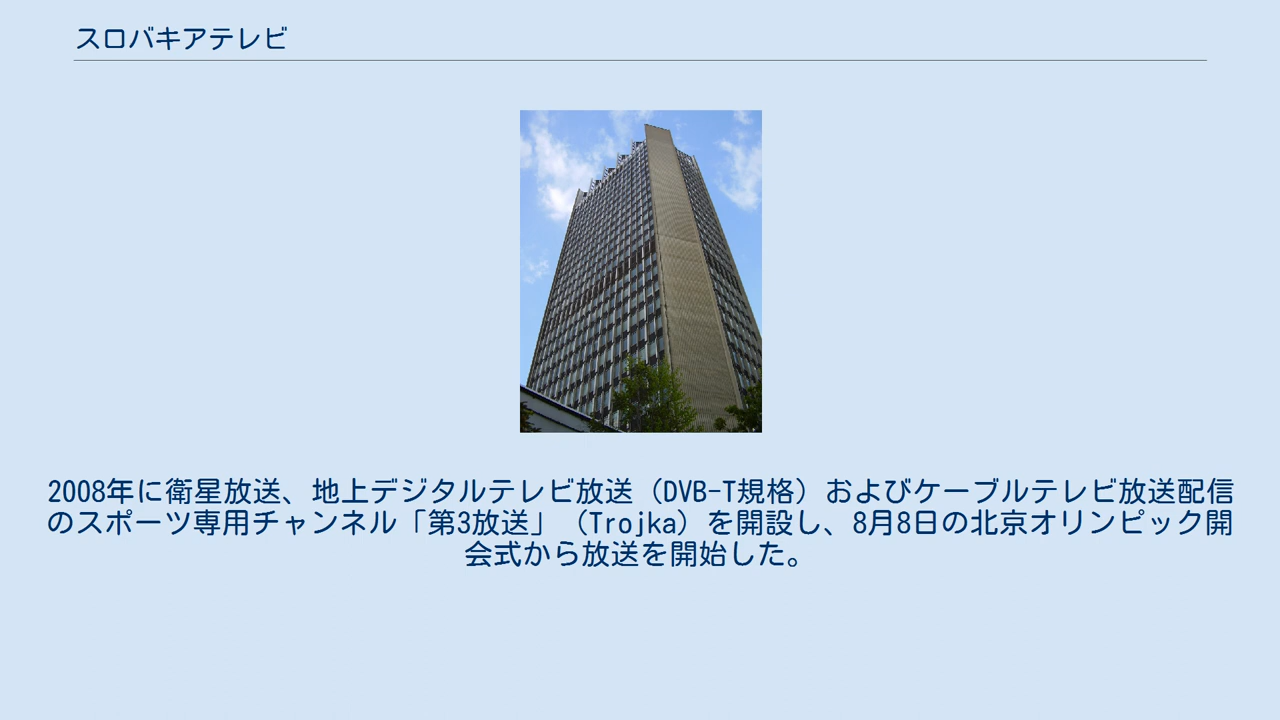 スロバキアテレビ
2008年に衛星放送、地上デジタルテレビ放送（DVB-T規格）およびケーブルテレビ放送配信
のスポーツ専用チャンネル「第3放送」（Trojka）を開設し、8月8日の北京オリンピック開
会式から放送を開始した。